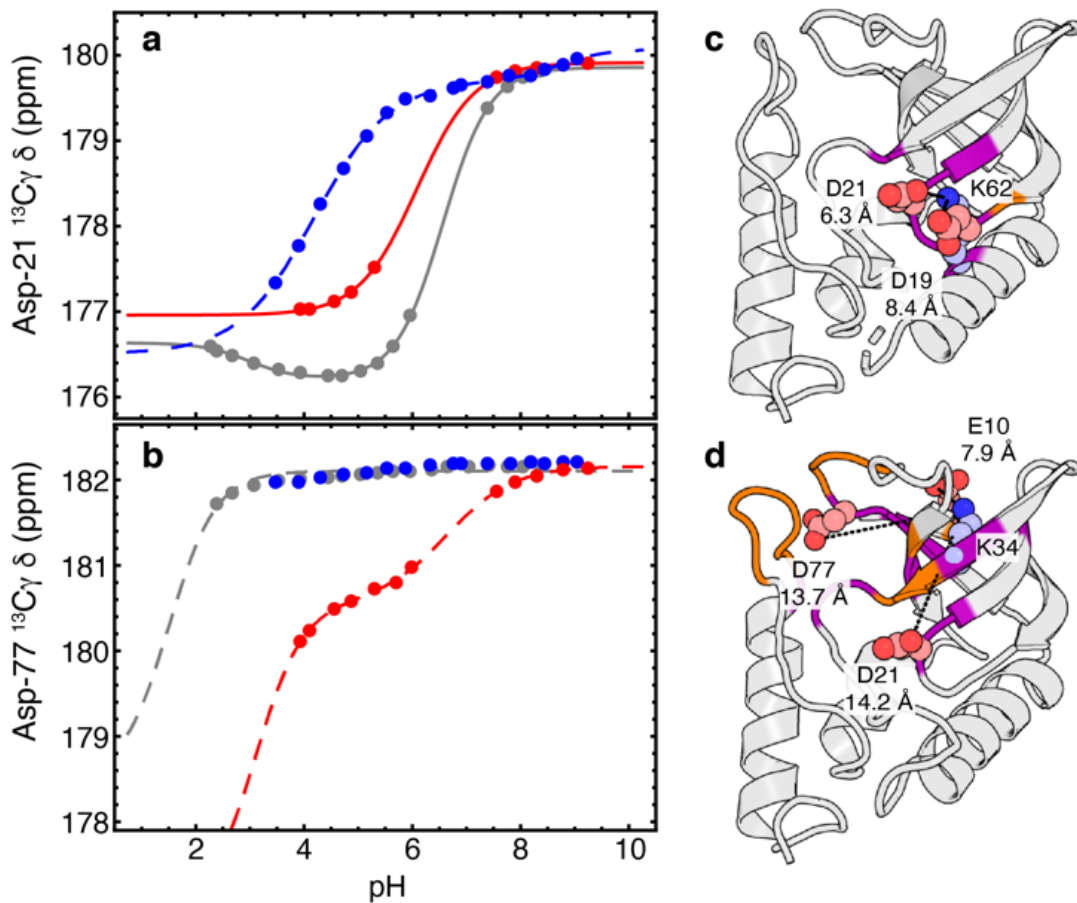 a
Asp-21 ¹³Cγ δ (ppm)
180
179
178
177
176
b
Asp-77 ¹³Cγ δ (ppm)
182
181
180
179
178
2 4 6 8 10
pH
c
D21
6.3 Å
K62
D19
8.4 Å
d
E10
7.9 Å
K34
D77
13.7 Å
D21
14.2 Å